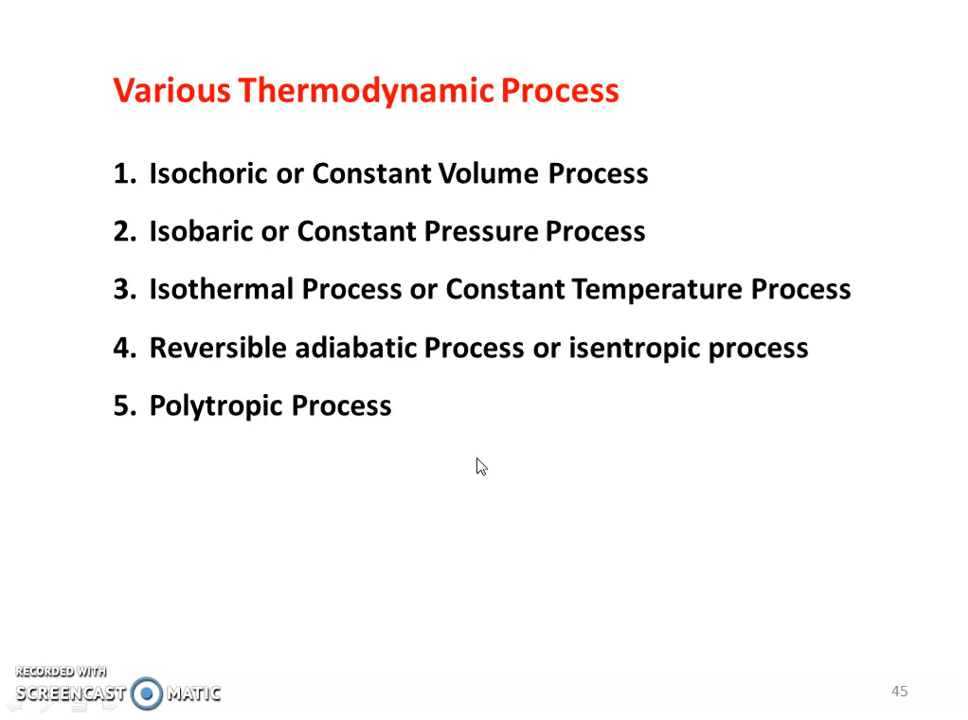 Various Thermodynamic Process
1. Isochoric or Constant Volume Process
2. Isobaric or Constant Pressure Process
3. Isothermal Process or Constant Temperature Process
4. Reversible adiabatic Process or isentropic process
5. Polytropic Process
RECORDED WITH
SCREENCAST MATIC
45